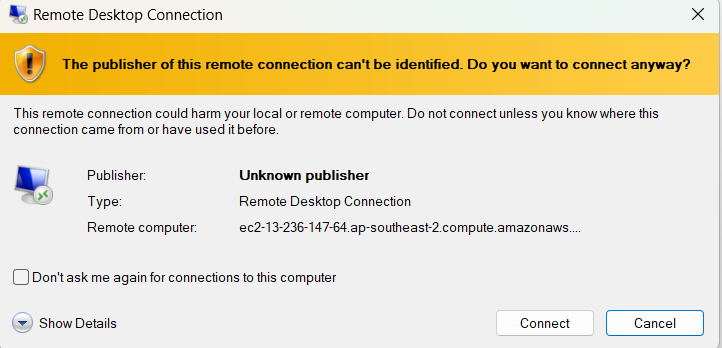 Remote Desktop Connection
The publisher of this remote connection can't be identified. Do you want to connect anyway?
This remote connection could harm your local or remote computer. Do not connect unless you know where this
connection came from or have used it before.
Publisher: Unknown publisher
Type: Remote Desktop Connection
Remote computer: ec2-13-236-147-64.ap-southeast-2.compute.amazonaws....
Don't ask me again for connections to this computer
Show Details Connect Cancel